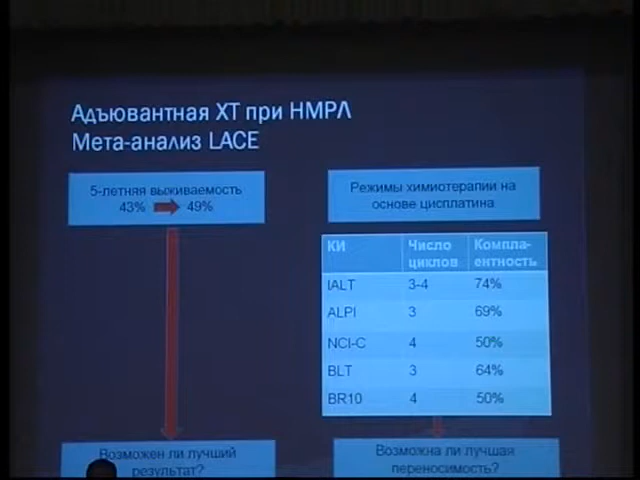 Адъювантная ХТ при НМРЛ
Мета-анализ LACE
5-летняя выживаемость
43% 49%
Режимы химиотерапии на
основе цисплатина
КИ Число Компла-
циклов ентность
IALT 3-4 74%
ALPI 3 69%
NCI-C 4 50%
BLT 3 64%
BR10 4 50%
Возможен ли лучший
результат?
Возможна ли лучшая
переносимость?